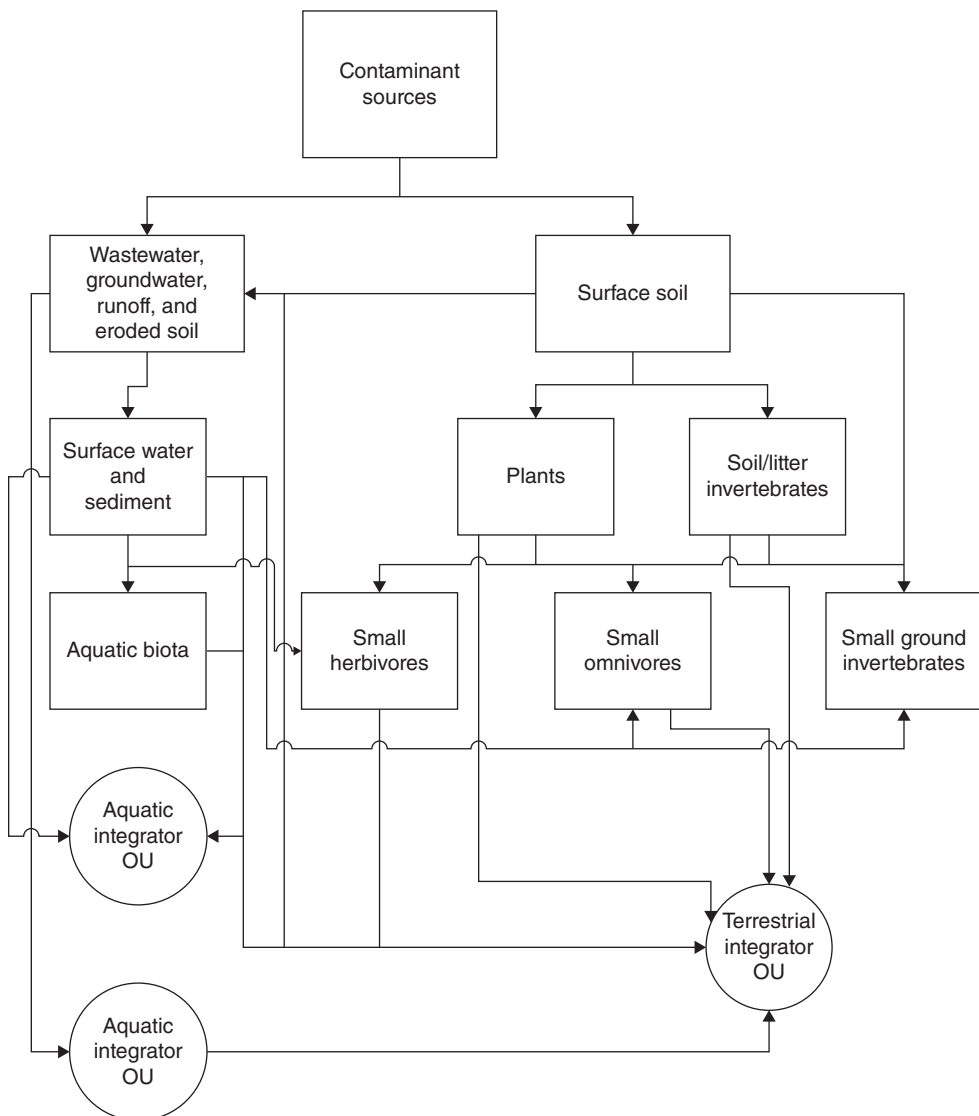 Contaminant
sources
Wastewater,
groundwater,
runoff, and
eroded soil
Surface soil
Surface water
and
sediment
Plants
Soil/litter
invertebrates
Aquatic biota
Small
herbivores
Small
omnivores
Small ground
invertebrates
Aquatic
integrator
OU
Terrestrial
integrator
OU
Aquatic
integrator
OU